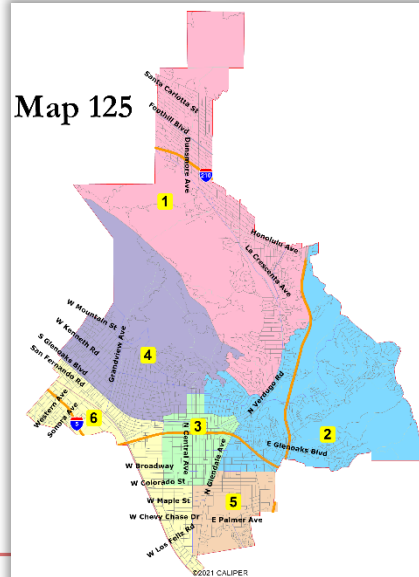 Map 125
Santa Carlotta St
Foothill Blvd
Dunsmore Ave
210
1
Honolulu Ave
La Crescenta Ave
W Mountain St
W Kenneth Rd
S Glenoaks Blvd
San Fernando Rd
Grandview Ave
4
N Verdugo Rd
Western Ave
Sonora Ave
5
6
3
N Central Ave
N Glendale Ave
2
E Glenoaks Blvd
W Broadway
W Colorado St
5
W Maple St
W Chevy Chase Dr
E Palmer Ave
W Los Feliz Rd
©2021 CALIPER